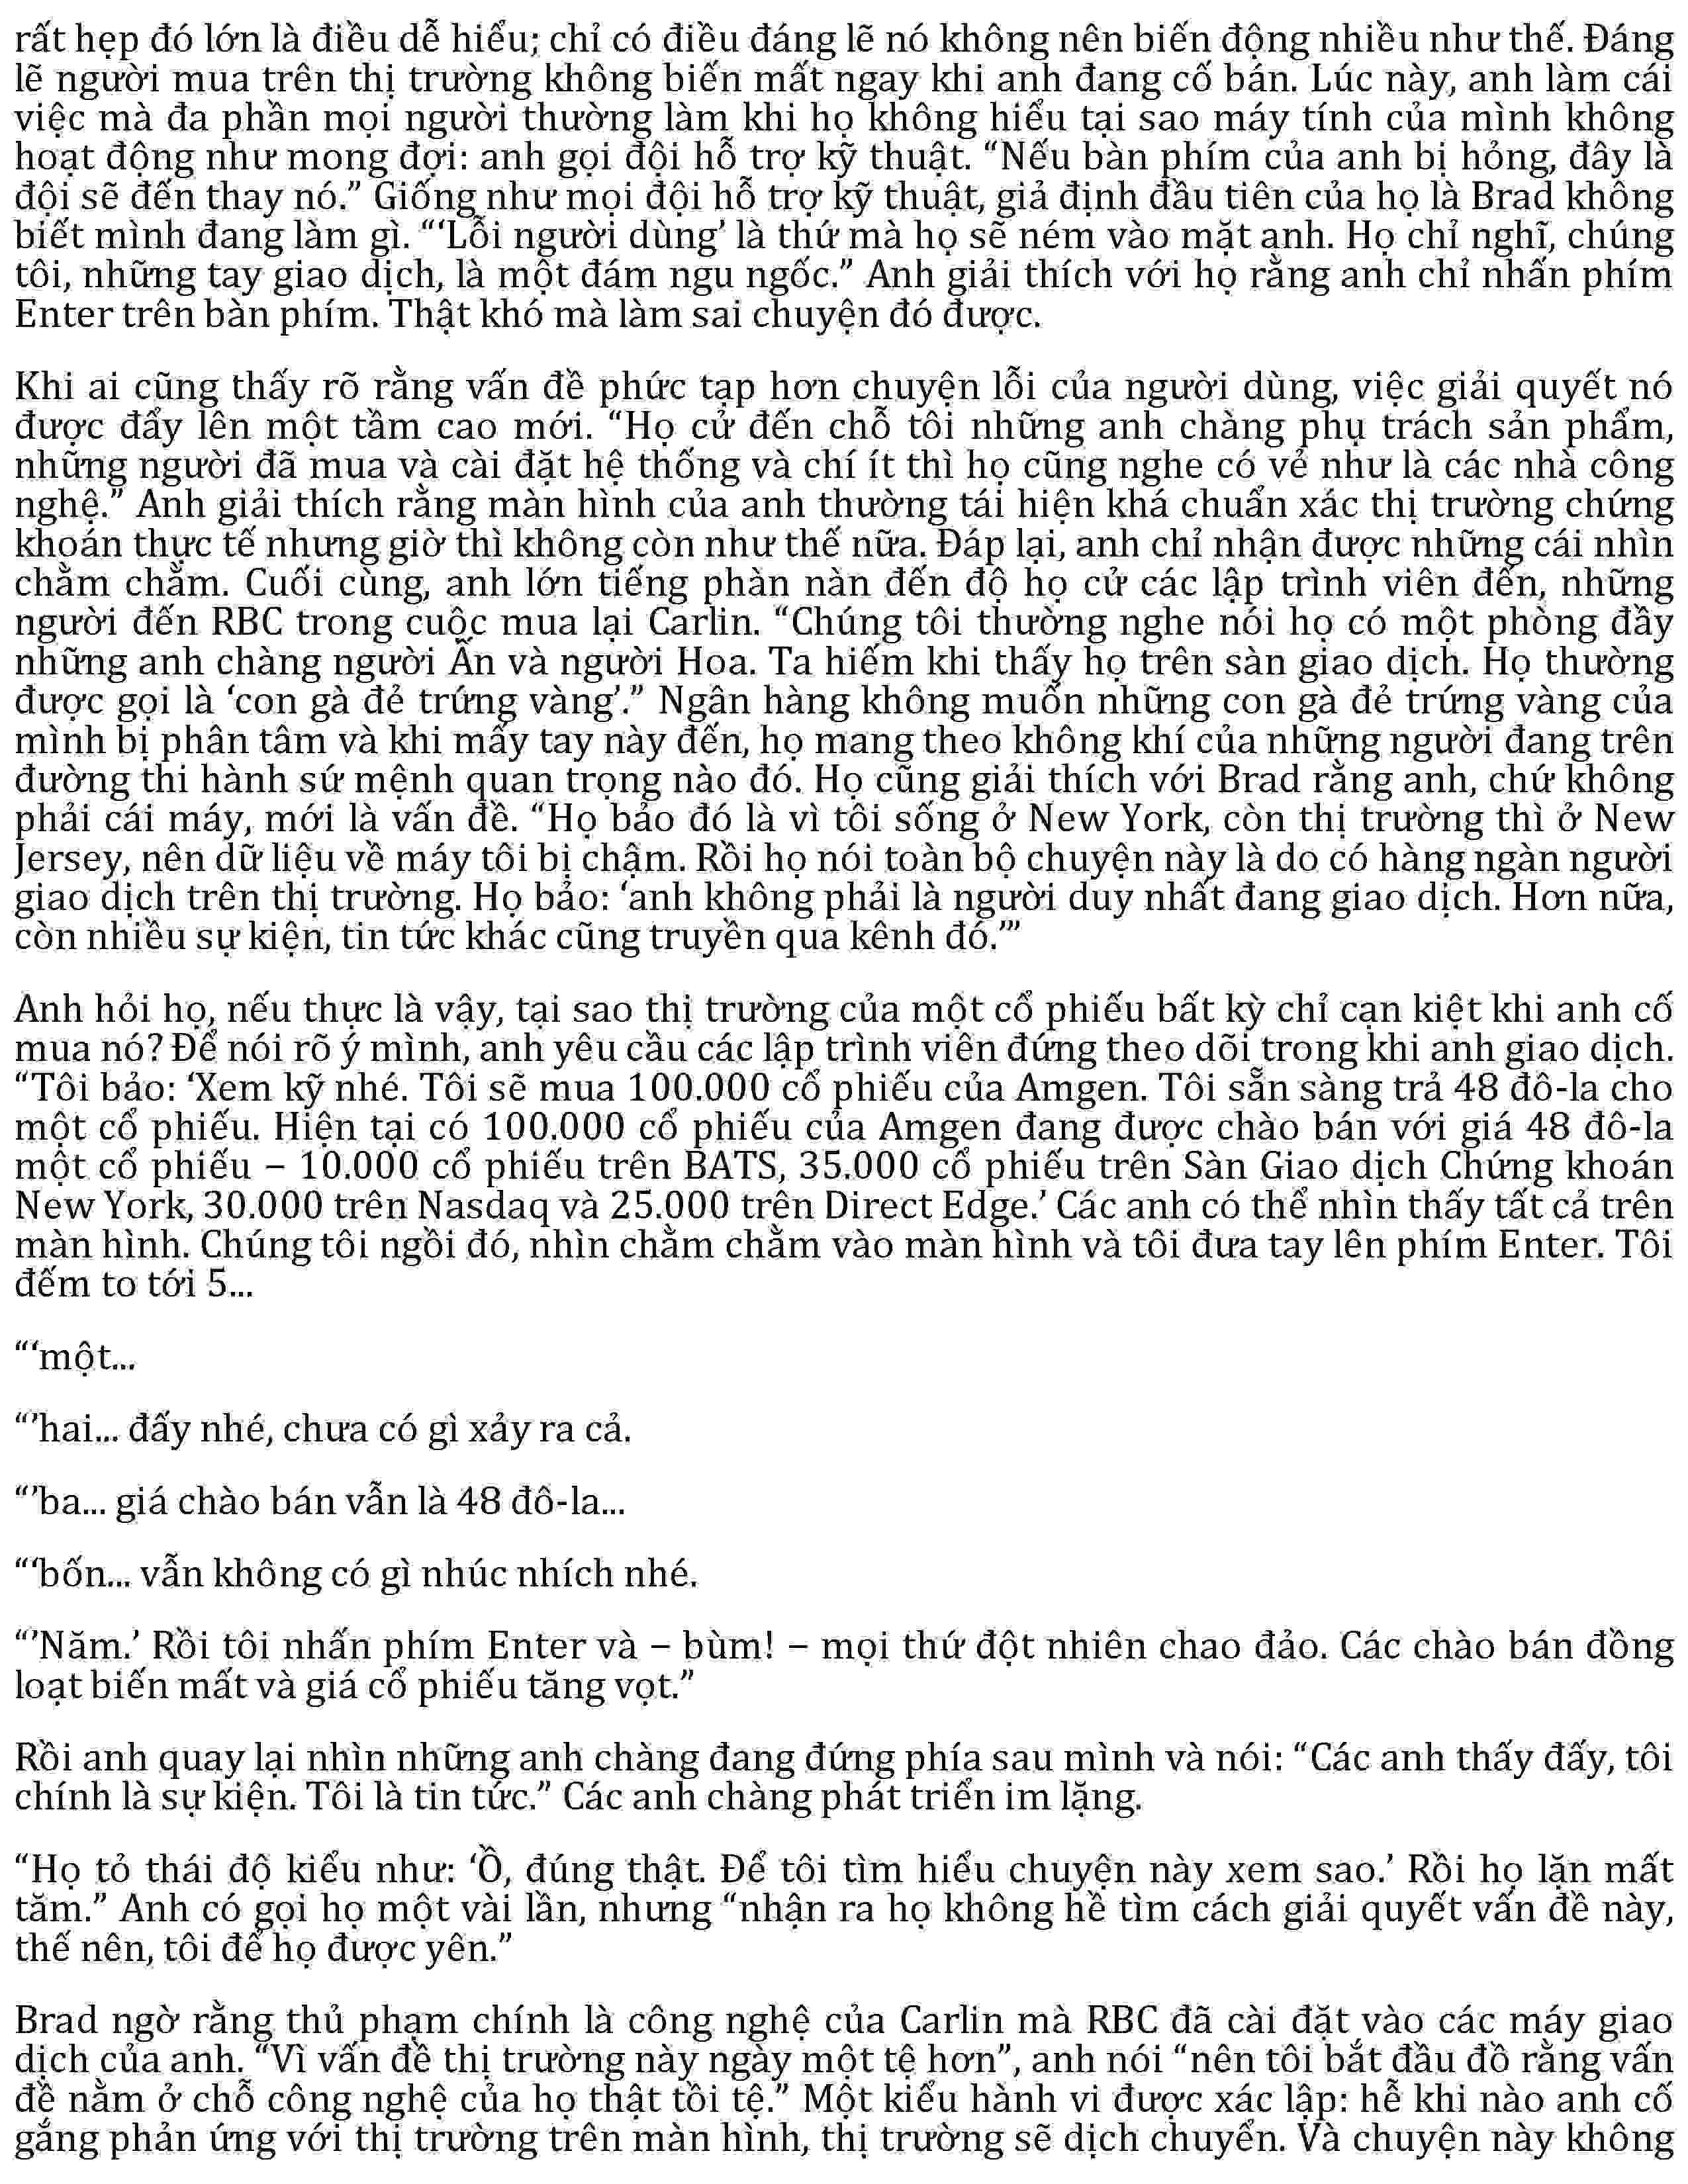 rất hẹp đó lớn là điều dễ hiểu; chỉ có điều đáng lẽ nó không nên biến động nhiều như thế. Đáng
lẽ người mua trên thị trường không biến mất ngay khi anh đang cố bán. Lúc này, anh làm cái
việc mà đa phần mọi người thường làm khi họ không hiểu tại sao máy tính của mình không
hoạt động như mong đợi: anh gọi đội hỗ trợ kỹ thuật. “Nếu bàn phím của anh bị hỏng, đây là
đội sẽ đến thay nó.” Giống như mọi đội hỗ trợ kỹ thuật, giả định đầu tiên của họ là Brad không
biết mình đang làm gì. “‘Lỗi người dùng’ là thứ mà họ sẽ ném vào mặt anh. Họ chỉ nghĩ, chúng
tôi, những tay giao dịch, là một đám ngu ngốc.” Anh giải thích với họ rằng anh chỉ nhấn phím
Enter trên bàn phím. Thật khó mà làm sai chuyện đó được.
Khi ai cũng thấy rõ rằng vấn đề phức tạp hơn chuyện lỗi của người dùng, việc giải quyết nó
được đẩy lên một tầm cao mới. “Họ cử đến chỗ tôi những anh chàng phụ trách sản phẩm,
những người đã mua và cài đặt hệ thống và chí ít thì họ cũng nghe có vẻ như là các nhà công
nghệ.” Anh giải thích rằng màn hình của anh thường tái hiện khá chuẩn xác thị trường chứng
khoán thực tế nhưng giờ thì không còn như thế nữa. Đáp lại, anh chỉ nhận được những cái nhìn
chằm chằm. Cuối cùng, anh lớn tiếng phàn nàn đến độ họ cử các lập trình viên đến, những
người đến RBC trong cuộc mua lại Carlin. “Chúng tôi thường nghe nói họ có một phòng đầy
những anh chàng người Ấn và người Hoa. Ta hiếm khi thấy họ trên sàn giao dịch. Họ thường
được gọi là ‘con gà đẻ trứng vàng’.” Ngân hàng không muốn những con gà đẻ trứng vàng của
mình bị phân tâm và khi mấy tay này đến, họ mang theo không khí của những người đang trên
đường thi hành sứ mệnh quan trọng nào đó. Họ cũng giải thích với Brad rằng anh, chứ không
phải cái máy, mới là vấn đề. “Họ bảo đó là vì tôi sống ở New York, còn thị trường thì ở New
Jersey, nên dữ liệu về máy tôi bị chậm. Rồi họ nói toàn bộ chuyện này là do có hàng ngàn người
giao dịch trên thị trường. Họ bảo: ‘anh không phải là người duy nhất đang giao dịch. Hơn nữa,
còn nhiều sự kiện, tin tức khác cũng truyền qua kênh đó.’”
Anh hỏi họ, nếu thực là vậy, tại sao thị trường của một cổ phiếu bất kỳ chỉ cạn kiệt khi anh cố
mua nó? Để nói rõ ý mình, anh yêu cầu các lập trình viên đứng theo dõi trong khi anh giao dịch.
“Tôi bảo: ‘Xem kỹ nhé. Tôi sẽ mua 100.000 cổ phiếu của Amgen. Tôi sẵn sàng trả 48 đô-la cho
một cổ phiếu. Hiện tại có 100.000 cổ phiếu của Amgen đang được chào bán với giá 48 đô-la
một cổ phiếu – 10.000 cổ phiếu trên BATS, 35.000 cổ phiếu trên Sàn Giao dịch Chứng khoán
New York, 30.000 trên Nasdaq và 25.000 trên Direct Edge.’ Các anh có thể nhìn thấy tất cả trên
màn hình. Chúng tôi ngồi đó, nhìn chằm chằm vào màn hình và tôi đưa tay lên phím Enter. Tôi
đếm to tới 5...
“‘một...
“’hai... đấy nhé, chưa có gì xảy ra cả.
“’ba... giá chào bán vẫn là 48 đô-la...
“‘bốn... vẫn không có gì nhúc nhích nhé.
“’Năm.’ Rồi tôi nhấn phím Enter và – bùm! – mọi thứ đột nhiên chao đảo. Các chào bán đồng
loạt biến mất và giá cổ phiếu tăng vọt.”
Rồi anh quay lại nhìn những anh chàng đang đứng phía sau mình và nói: “Các anh thấy đấy, tôi
chính là sự kiện. Tôi là tin tức.” Các anh chàng phát triển im lặng.
“Họ tỏ thái độ kiểu như: ‘Ồ, đúng thật. Để tôi tìm hiểu chuyện này xem sao.’ Rồi họ lặn mất
tăm.” Anh có gọi họ một vài lần, nhưng “nhận ra họ không hề tìm cách giải quyết vấn đề này,
thế nên, tôi để họ được yên.”
Brad ngờ rằng thủ phạm chính là công nghệ của Carlin mà RBC đã cài đặt vào các máy giao
dịch của anh. “Vì vấn đề thị trường này ngày một tệ hơn”, anh nói “nên tôi bắt đầu đồ rằng vấn
đề nằm ở chỗ công nghệ của họ thật tồi tệ.” Một kiểu hành vi được xác lập: hễ khi nào anh cố
gắng phản ứng với thị trường trên màn hình, thị trường sẽ dịch chuyển. Và chuyện này không